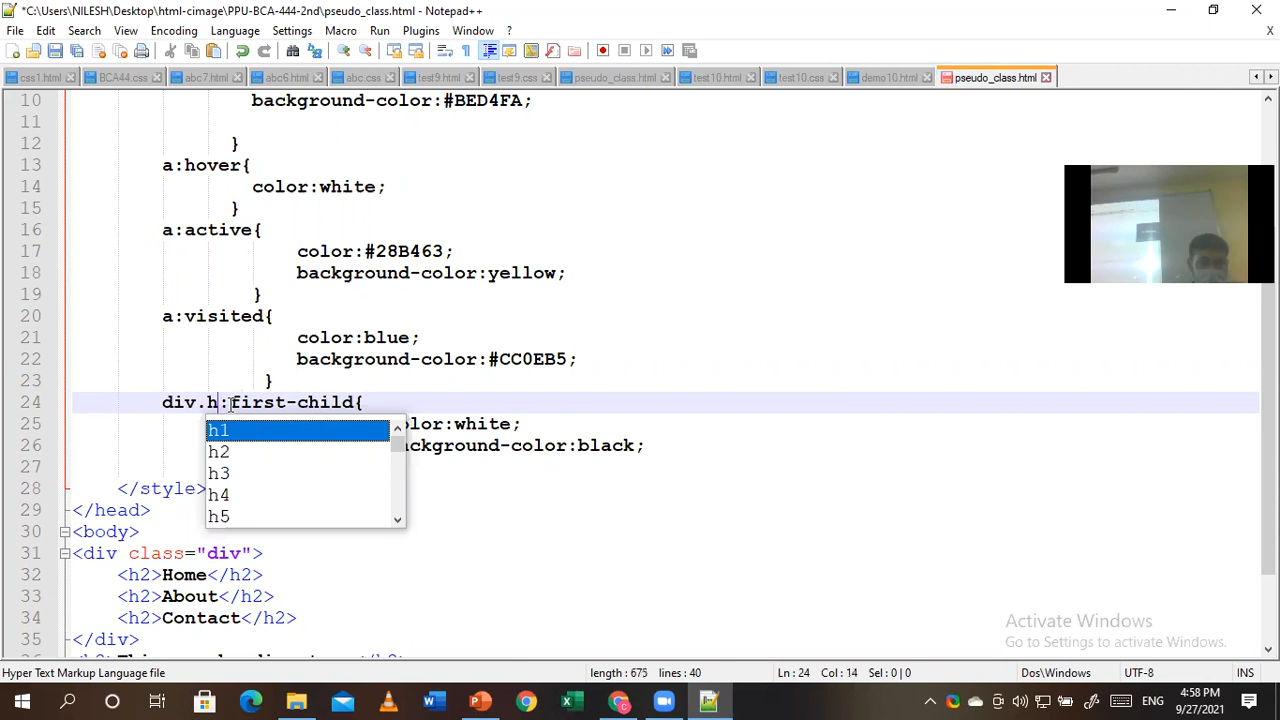 *C:\Users\NILESH\Desktop\html-cimage\PPU-BCA-444-2nd\pseudo_class.html - Notepad++
File Edit Search View Encoding Language Settings Tools Macro Run Plugins Window ?
X
css1.html BCA44.css abc7.html abc6.html abc.css test9.html test9.css pseudo_class.html test10.html test10.css demo10.html pseudo_class.html
10 background-color:#BED4FA;
11
12 }
13 a:hover{
14 color:white;
15 }
16 a:active{
17 color:#28B463;
18 background-color:yellow;
19 }
20 a:visited{
21 color:blue;
22 background-color:#CC0EB5;
23 }
24 div.h:first-child{
h1
25 olor:white;
h2
26 ackground-color:black;
h3
27
h4
28 </style>
h5
29 </head>
30 <body>
31 <div class="div">
32 <h2>Home</h2>
33 <h2>About</h2>
34 <h2>Contact</h2>
35 </div>
Activate Windows
Go to Settings to activate Windows.
Hyper Text Markup Language file length : 675 lines : 40 Ln : 24 Col : 14 Sel : 0 | 0 Dos\Windows UTF-8 INS
ENG
4:58 PM
9/27/2021